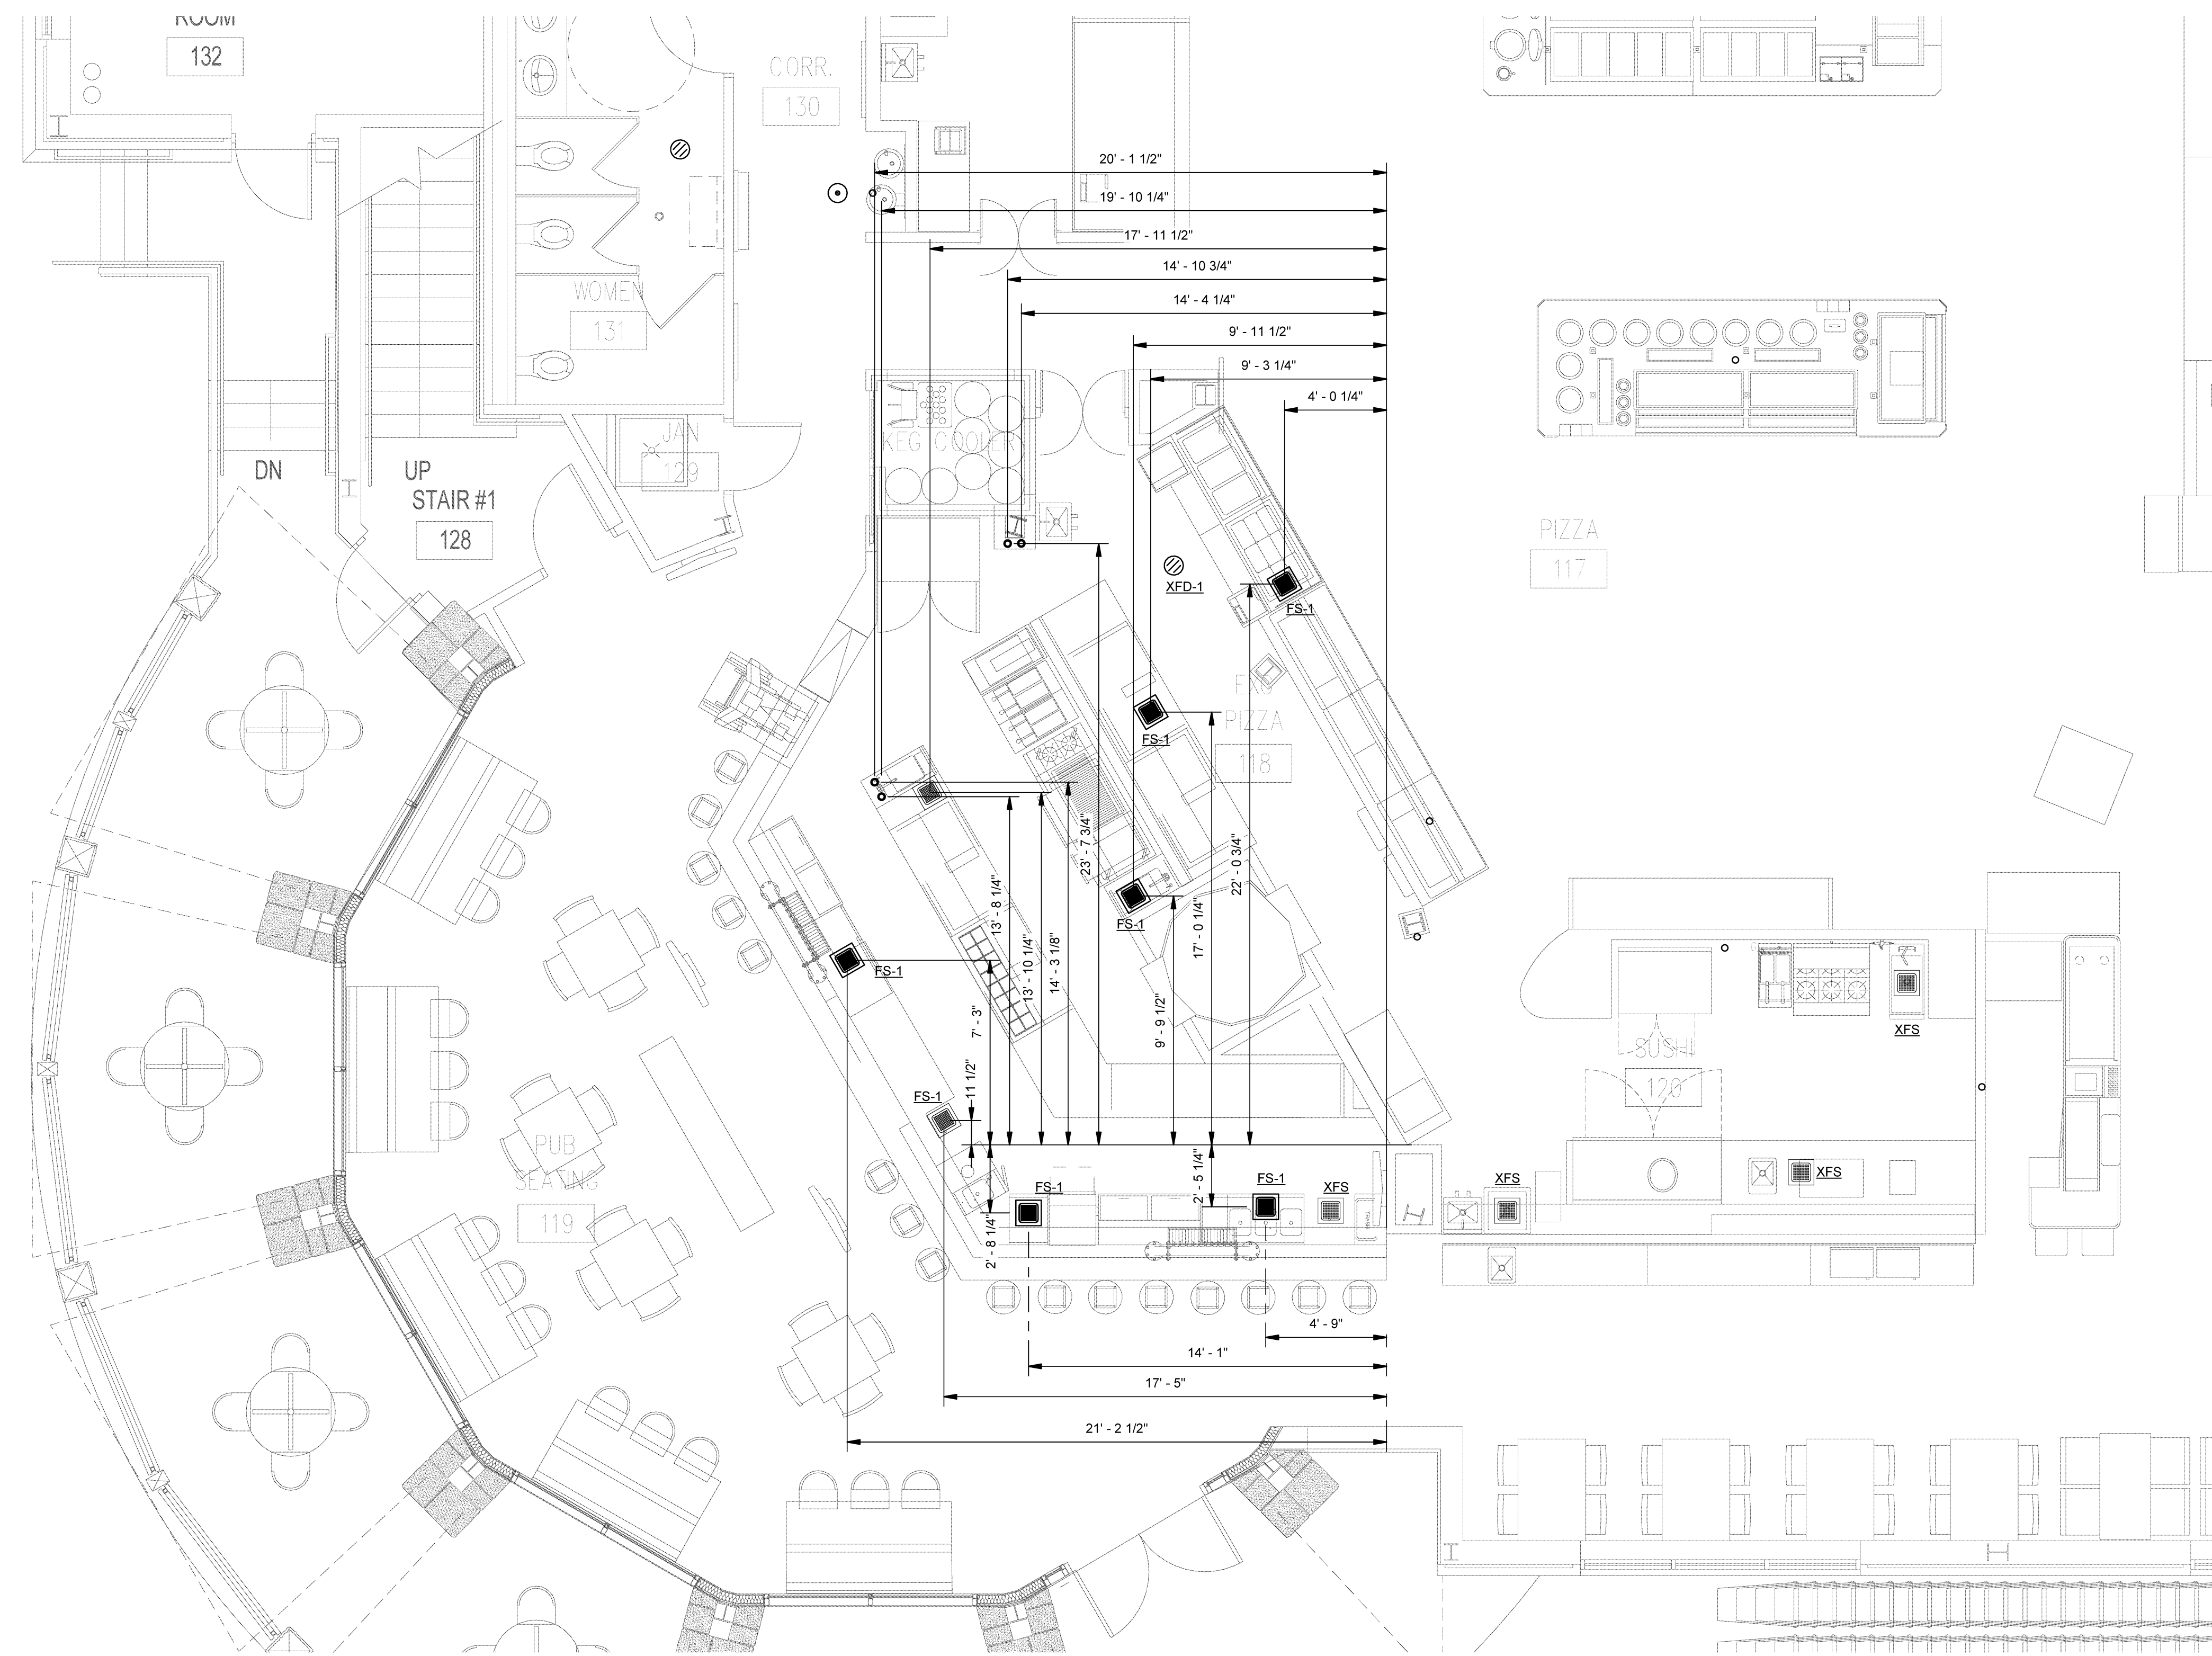 ROOM
132
CORR.
130
20' - 1 1/2"
19' - 10 1/4"
17' - 11 1/2"
14' - 10 3/4"
14' - 4 1/4"
9' - 11 1/2"
9' - 3 1/4"
4' - 0 1/4"
WOMEN
131
JAN
129
KEG COOLER
DN
UP
STAIR #1
128
PIZZA
117
XFD-1
FS-1
EXG
PIZZA
118
FS-1
FS-1
FS-1
23' - 7 3/4"
22' - 0 3/4"
13' - 8 1/4"
17' - 0 1/4"
13' - 10 1/4"
14' - 3 1/8"
9' - 9 1/2"
7' - 3"
11 1/2"
FS-1
XFS
SUSHI
120
PUB
SEATING
119
2' - 5 1/4"
2' - 8 1/4"
FS-1
FS-1
XFS
TRASH
XFS
XFS
4' - 9"
14' - 1"
17' - 5"
21' - 2 1/2"